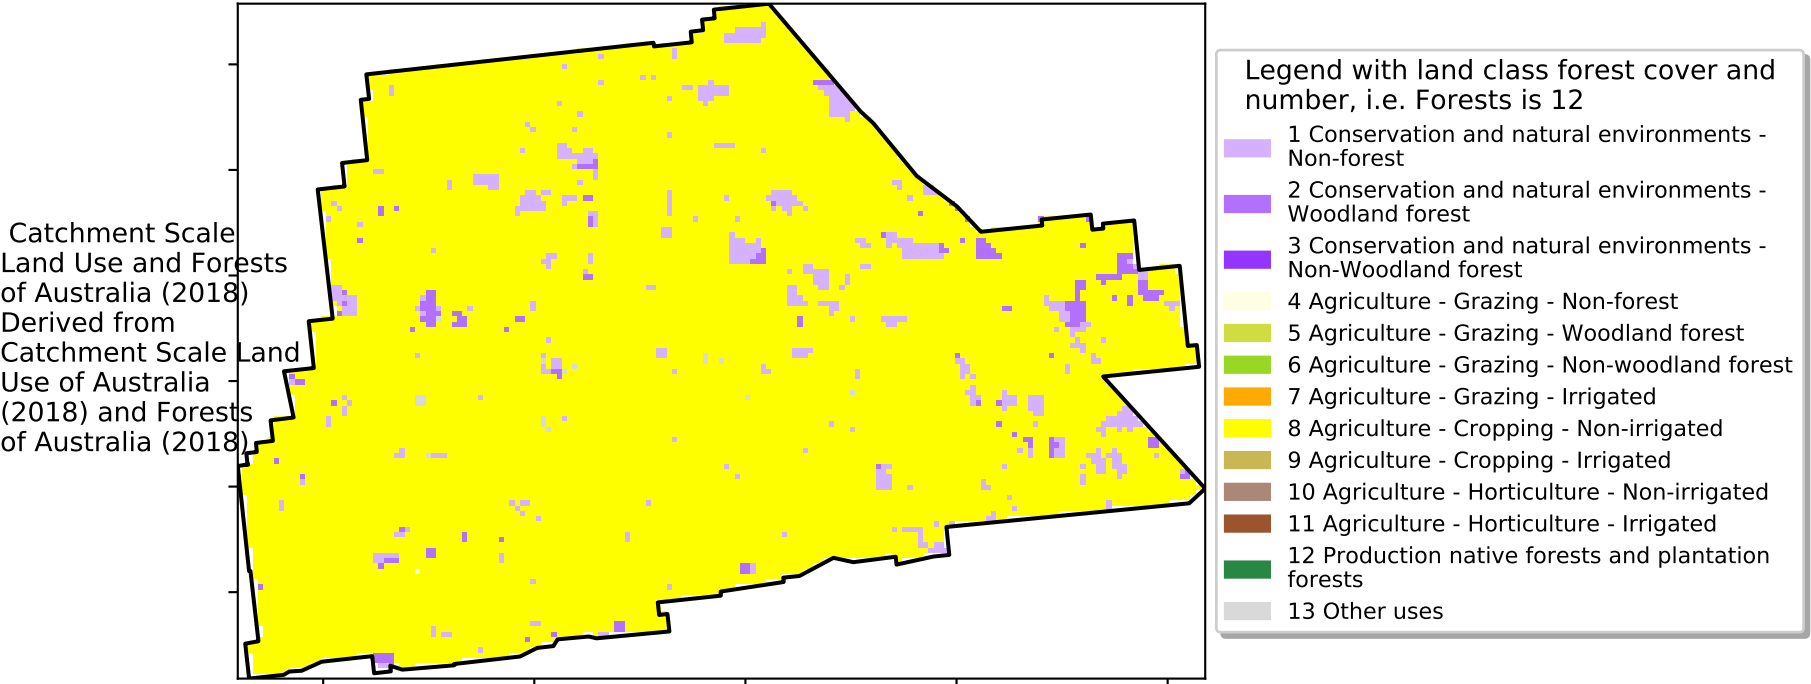 Catchment Scale
Land Use and Forests
of Australia (2018)
Derived from
Catchment Scale Land
Use of Australia
(2018) and Forests
of Australia (2018)
Legend with land class forest cover and
number, i.e. Forests is 12
1 Conservation and natural environments -
Non-forest
2 Conservation and natural environments -
Woodland forest
3 Conservation and natural environments -
Non-Woodland forest
4 Agriculture - Grazing - Non-forest
5 Agriculture - Grazing - Woodland forest
6 Agriculture - Grazing - Non-woodland forest
7 Agriculture - Grazing - Irrigated
8 Agriculture - Cropping - Non-irrigated
9 Agriculture - Cropping - Irrigated
10 Agriculture - Horticulture - Non-irrigated
11 Agriculture - Horticulture - Irrigated
12 Production native forests and plantation
forests
13 Other uses